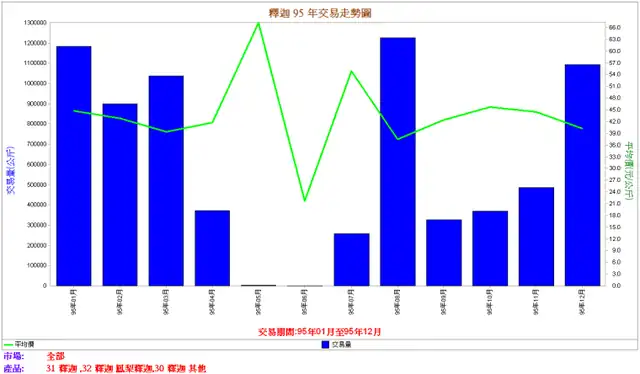 釋迦 95 年交易走勢圖
交易量(公斤)
1300000
1200000
1100000
1000000
900000
800000
700000
600000
500000
400000
300000
200000
100000
0
平均價(元/公斤)
66.0
63.0
60.0
57.0
54.0
51.0
48.0
45.0
42.0
39.0
36.0
33.0
30.0
27.0
24.0
21.0
18.0
15.0
12.0
9.0
6.0
3.0
0.0
95年01月
95年02月
95年03月
95年04月
95年05月
95年06月
95年07月
95年08月
95年09月
95年10月
95年11月
95年12月
交易期間:95年01月至95年12月
平均價 交易量
市場: 全部
產品: 31 釋迦 ,32 釋迦 鳳梨釋迦,30 釋迦 其他